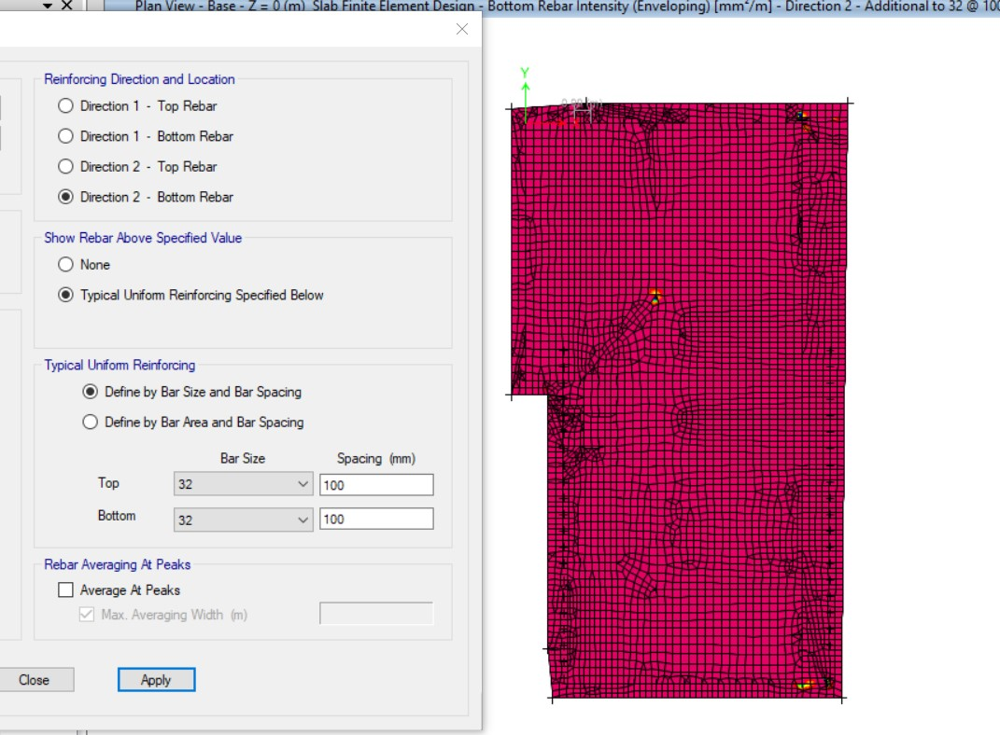 Plan View - Base - Z = 0 (m)  Slab Finite Element Design - Bottom Rebar Intensity (Enveloping) [mm²/m] - Direction 2 - Additional to 32 @ 100
Reinforcing Direction and Location
Direction 1 - Top Rebar
Direction 1 - Bottom Rebar
Direction 2 - Top Rebar
Direction 2 - Bottom Rebar
Show Rebar Above Specified Value
None
Typical Uniform Reinforcing Specified Below
Typical Uniform Reinforcing
Define by Bar Size and Bar Spacing
Define by Bar Area and Bar Spacing
Bar Size Spacing (mm)
Top 32 100
Bottom 32 100
Rebar Averaging At Peaks
Average At Peaks
Max. Averaging Width (m)
Close Apply
Y